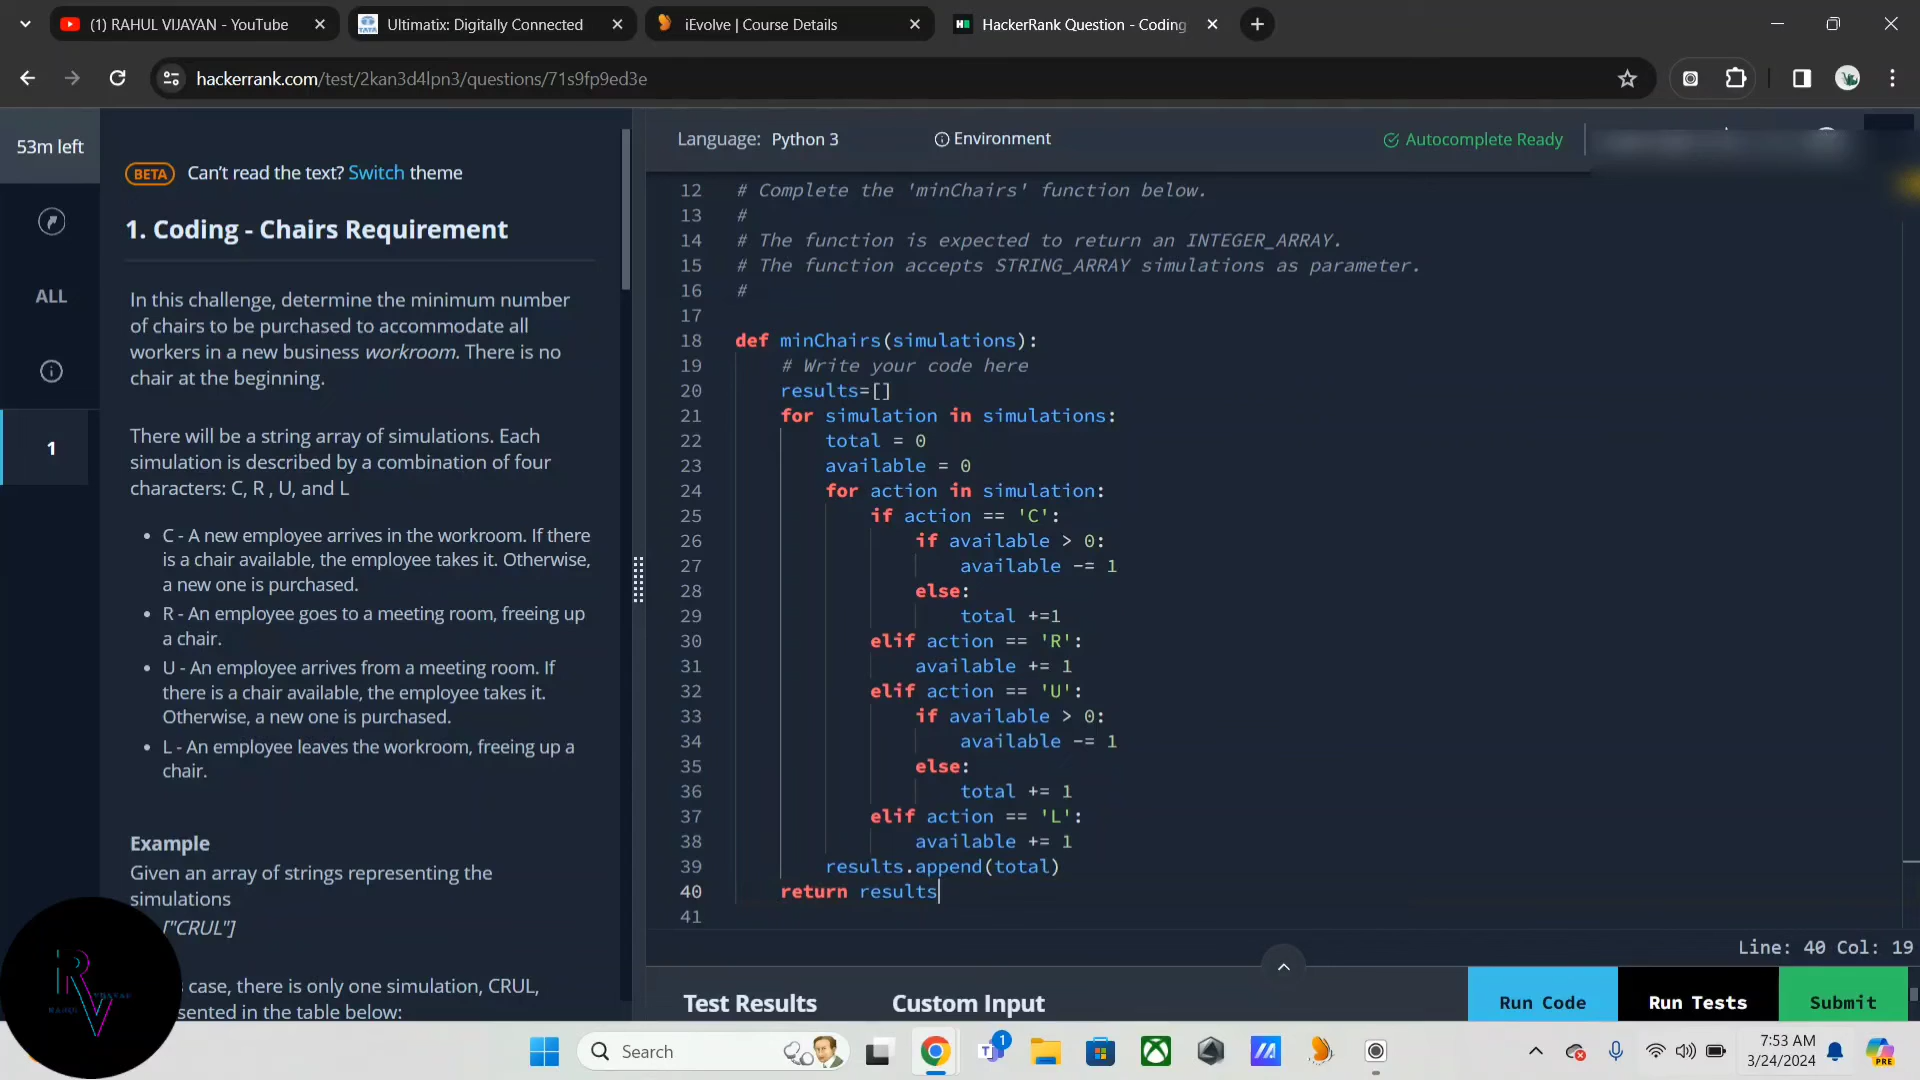 (1) RAHUL VIJAYAN - YouTube
Ultimatix: Digitally Connected
iEvolve | Course Details
HackerRank Question - Coding
hackerrank.com/test/2kan3d4lpn3/questions/71s9fp9ed3e
53m left
ALL
1
BETA Can't read the text? Switch theme
1. Coding - Chairs Requirement
In this challenge, determine the minimum number
of chairs to be purchased to accommodate all
workers in a new business workroom. There is no
chair at the beginning.
There will be a string array of simulations. Each
simulation is described by a combination of four
characters: C, R , U, and L
• C - A new employee arrives in the workroom. If there
is a chair available, the employee takes it. Otherwise,
a new one is purchased.
• R - An employee goes to a meeting room, freeing up
a chair.
• U - An employee arrives from a meeting room. If
there is a chair available, the employee takes it.
Otherwise, a new one is purchased.
• L - An employee leaves the workroom, freeing up a
chair.
Example
Given an array of strings representing the
simulations
["CRUL"]
case, there is only one simulation, CRUL,
sented in the table below:
Language: Python 3
Environment
Autocomplete Ready
12 # Complete the 'minChairs' function below.
13 #
14 # The function is expected to return an INTEGER_ARRAY.
15 # The function accepts STRING_ARRAY simulations as parameter.
16 #
17
18 def minChairs(simulations):
19 # Write your code here
20 results=[]
21 for simulation in simulations:
22 total = 0
23 available = 0
24 for action in simulation:
25 if action == 'C':
26 if available > 0:
27 available -= 1
28 else:
29 total +=1
30 elif action == 'R':
31 available += 1
32 elif action == 'U':
33 if available > 0:
34 available -= 1
35 else:
36 total += 1
37 elif action == 'L':
38 available += 1
39 results.append(total)
40 return results
41
Line: 40 Col: 19
Test Results
Custom Input
Run Code
Run Tests
Submit
Search
1
PRE
7:53 AM
3/24/2024